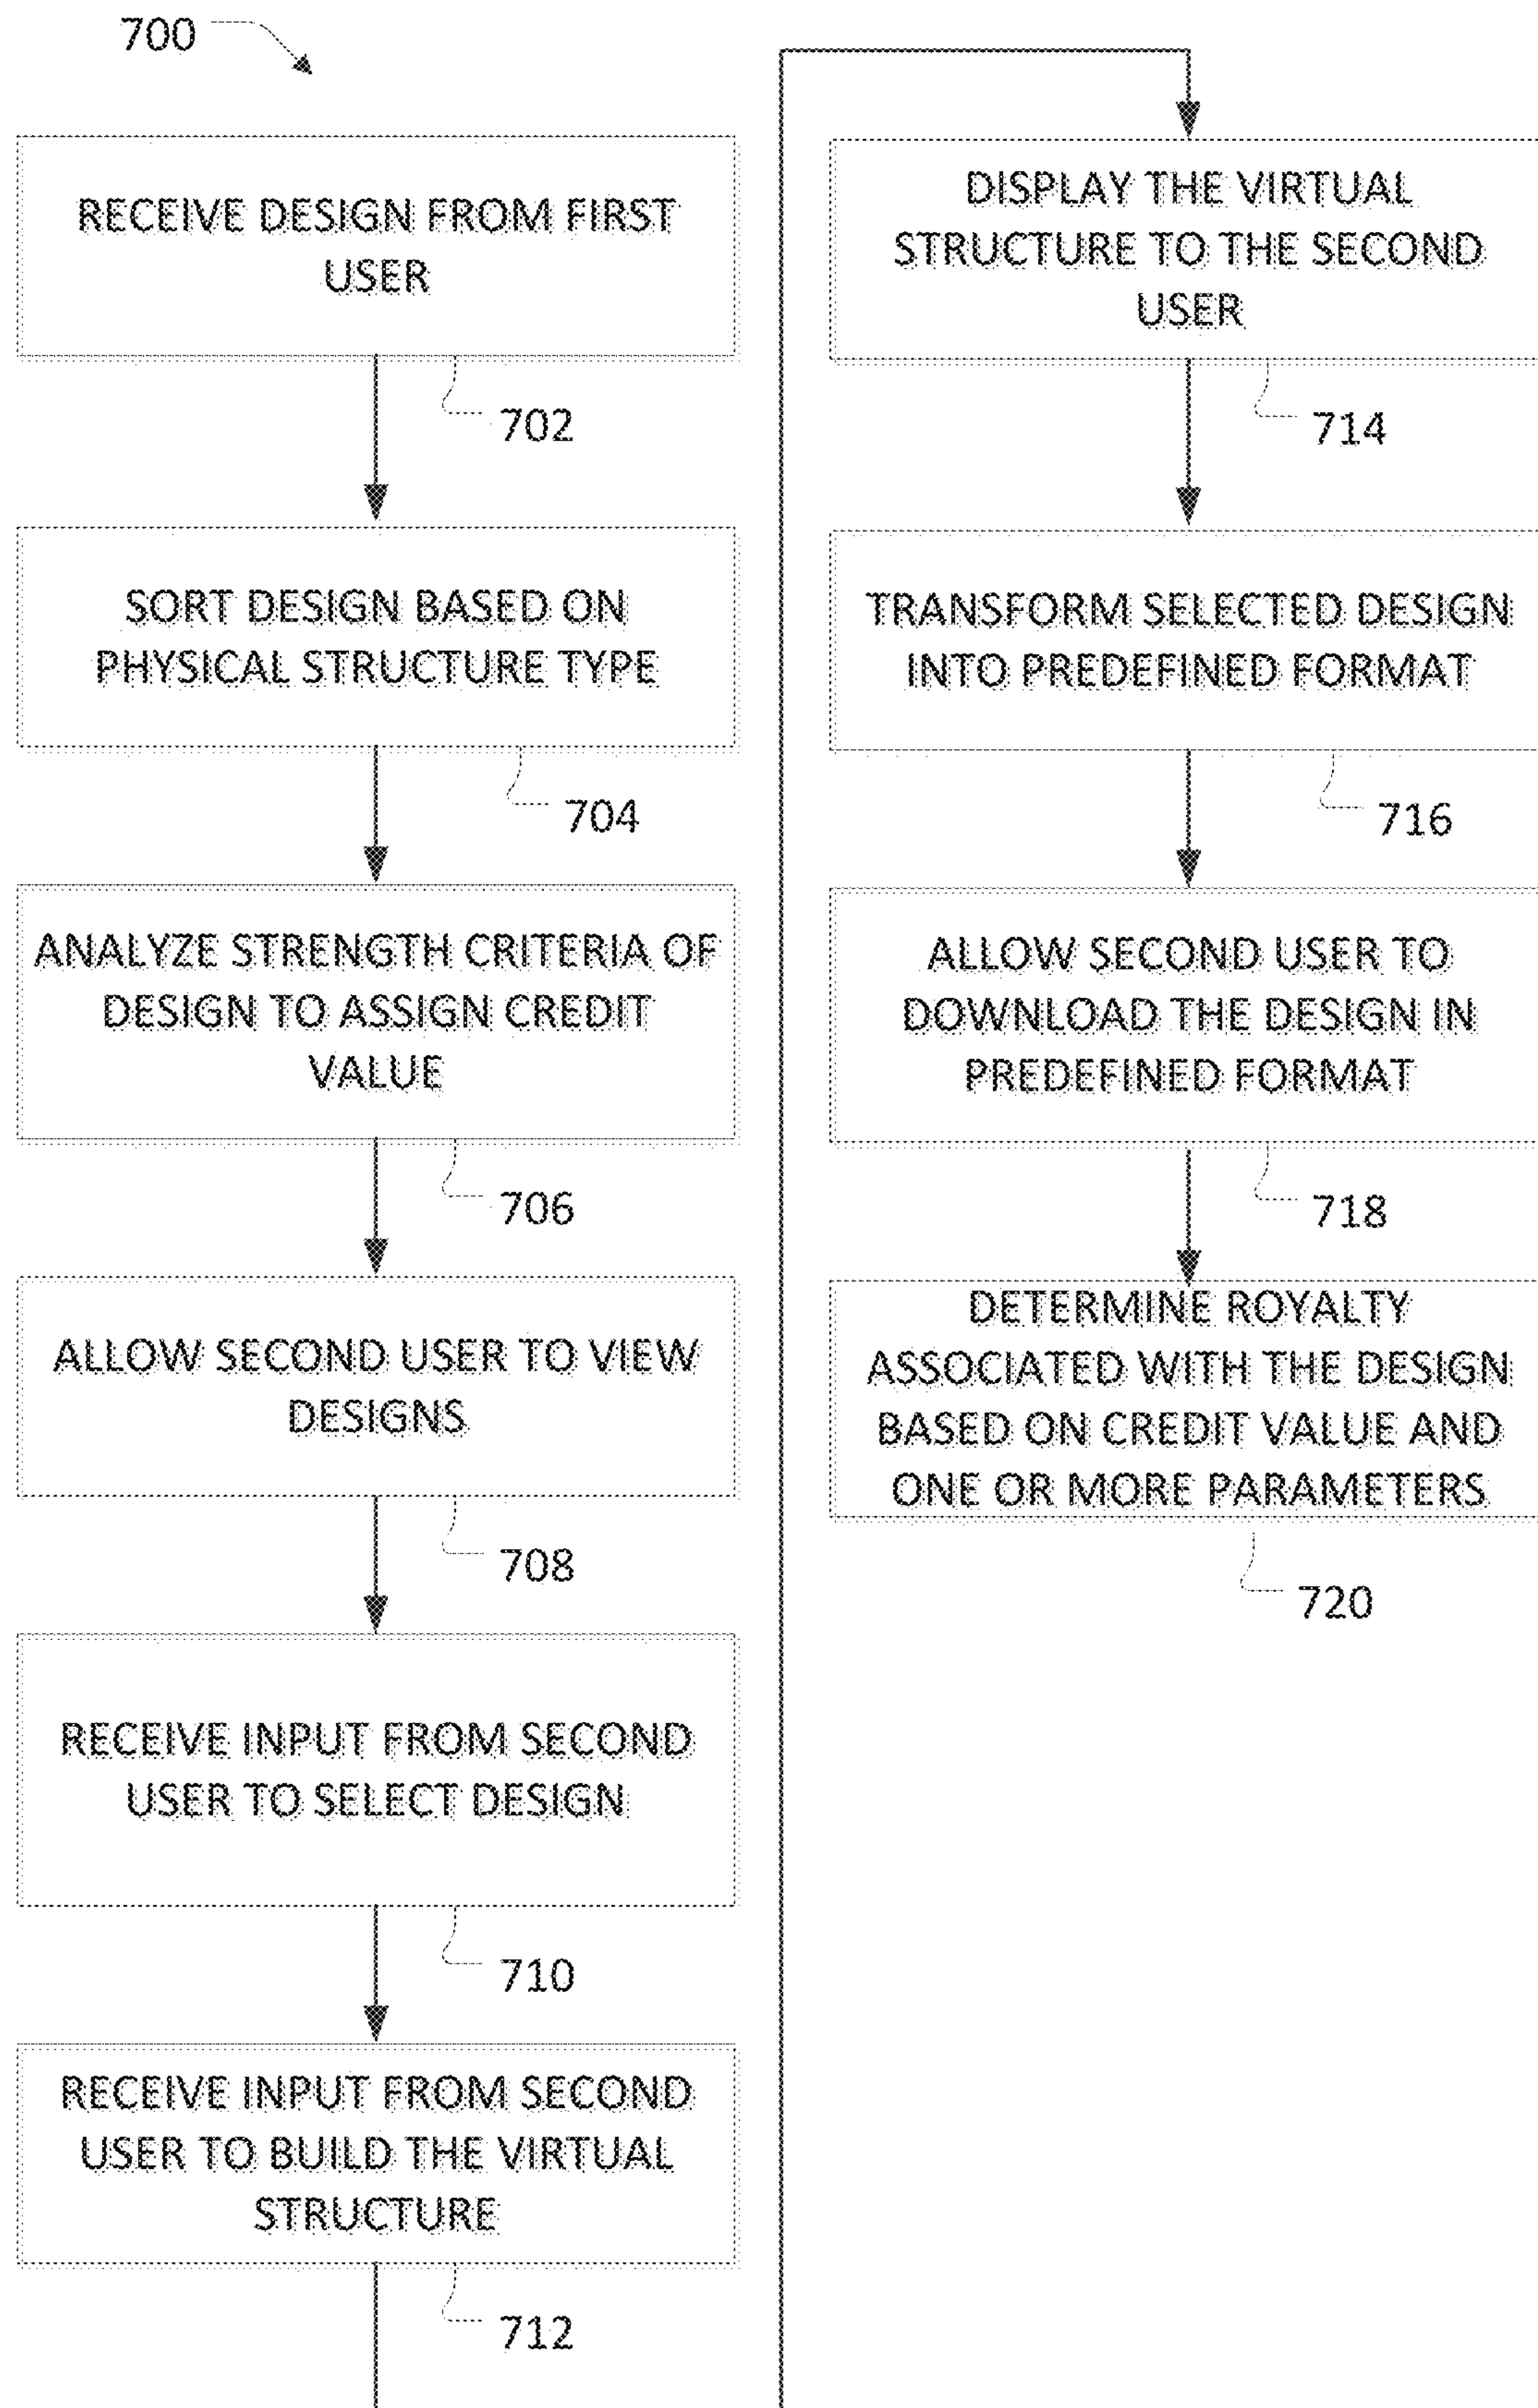 700
RECEIVE DESIGN FROM FIRST
USER
702
SORT DESIGN BASED ON
PHYSICAL STRUCTURE TYPE
704
ANALYZE STRENGTH CRITERIA OF
DESIGN TO ASSIGN CREDIT
VALUE
706
ALLOW SECOND USER TO VIEW
DESIGNS
708
RECEIVE INPUT FROM SECOND
USER TO SELECT DESIGN
710
RECEIVE INPUT FROM SECOND
USER TO BUILD THE VIRTUAL
STRUCTURE
712
DISPLAY THE VIRTUAL
STRUCTURE TO THE SECOND
USER
714
TRANSFORM SELECTED DESIGN
INTO PREDEFINED FORMAT
716
ALLOW SECOND USER TO
DOWNLOAD THE DESIGN IN
PREDEFINED FORMAT
718
DETERMINE ROYALTY
ASSOCIATED WITH THE DESIGN
BASED ON CREDIT VALUE AND
ONE OR MORE PARAMETERS
720